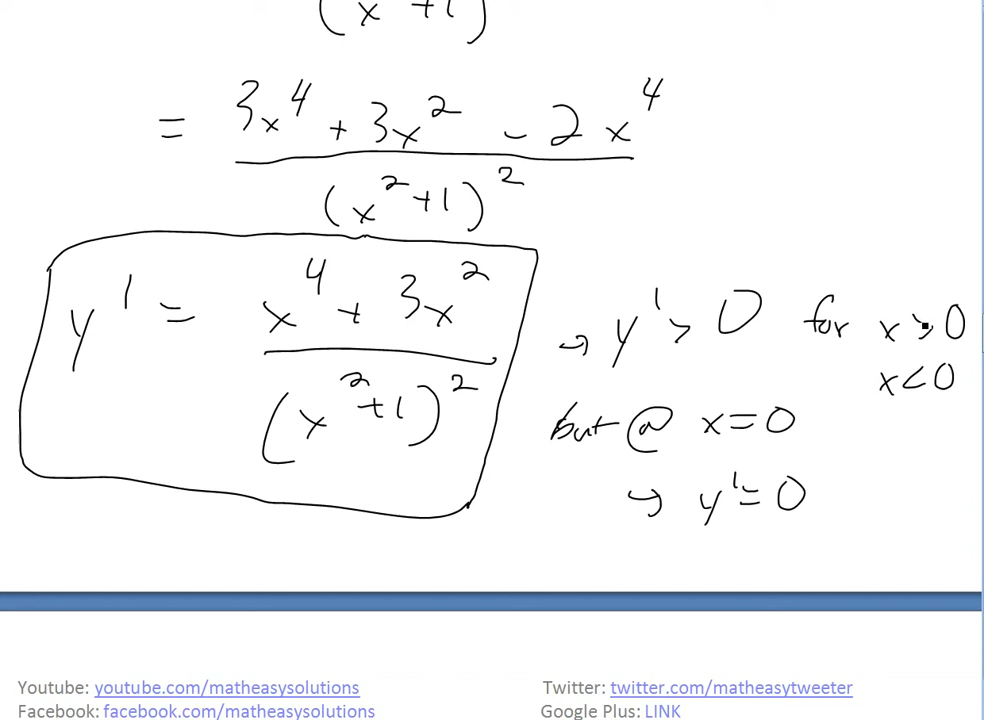 (x +1)
= 3x^4 + 3x^2 - 2x^4
(x^2+1)^2
y' = x^4 + 3x^2
(x^2+1)^2
→ y' > 0 for x > 0
x < 0
but @ x = 0
→ y' = 0
Youtube: youtube.com/matheasysolutions
Twitter: twitter.com/matheasytweeter
Facebook: facebook.com/matheasysolutions
Google Plus: LINK